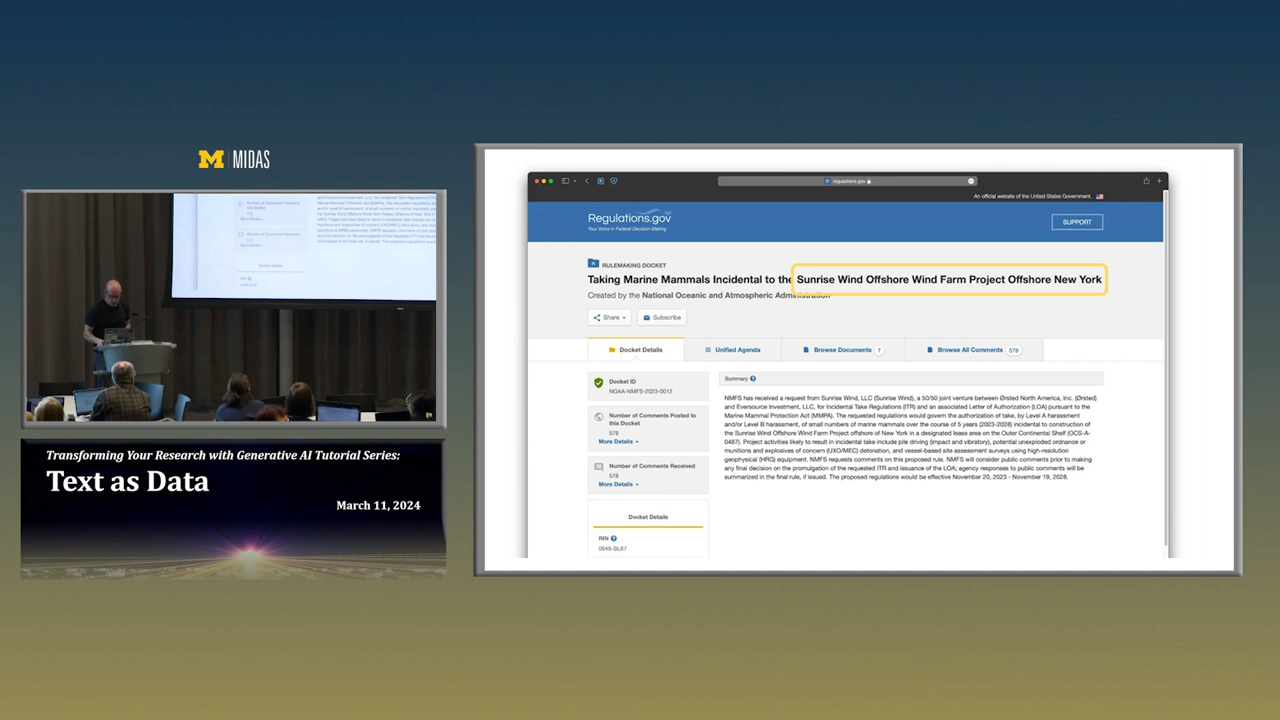 M | MIDAS
Transforming Your Research with Generative AI Tutorial Series:
Text as Data
March 11, 2024
regulations.gov
An official website of the United States Government.
Regulations.gov
Your Voice in Federal Decision Making
SUPPORT
RULEMAKING DOCKET
Taking Marine Mammals Incidental to the Sunrise Wind Offshore Wind Farm Project Offshore New York
Created by the National Oceanic and Atmospheric Administration
Share
Subscribe
Docket Details
Unified Agenda
Browse Documents 7
Browse All Comments 578
Docket ID
NOAA-NMFS-2023-0012
Number of Comments Posted to
this Docket
578
More Details
Number of Comments Received
578
More Details
Docket Details
RIN
0648-BL67
Summary
NMFS has received a request from Sunrise Wind, LLC (Sunrise Wind), a 50/50 joint venture between Ørsted North America, Inc. (Ørsted)
and Eversource Investment, LLC, for Incidental Take Regulations (ITR) and an associated Letter of Authorization (LOA) pursuant to the
Marine Mammal Protection Act (MMPA). The requested regulations would govern the authorization of take, by Level A harassment
and/or Level B harassment, of small numbers of marine mammals over the course of 5 years (2023-2028) incidental to construction of
the Sunrise Wind Offshore Wind Farm Project offshore of New York in a designated lease area on the Outer Continental Shelf (OCS-A-
0487). Project activities likely to result in incidental take include pile driving (impact and vibratory), potential unexploded ordnance or
munitions and explosives of concern (UXO/MEC) detonation, and vessel-based site assessment surveys using high-resolution
geophysical (HRG) equipment. NMFS requests comments on this proposed rule. NMFS will consider public comments prior to making
any final decision on the promulgation of the requested ITR and issuance of the LOA; agency responses to public comments will be
summarized in the final rule, if issued. The proposed regulations would be effective November 20, 2023 - November 19, 2028.